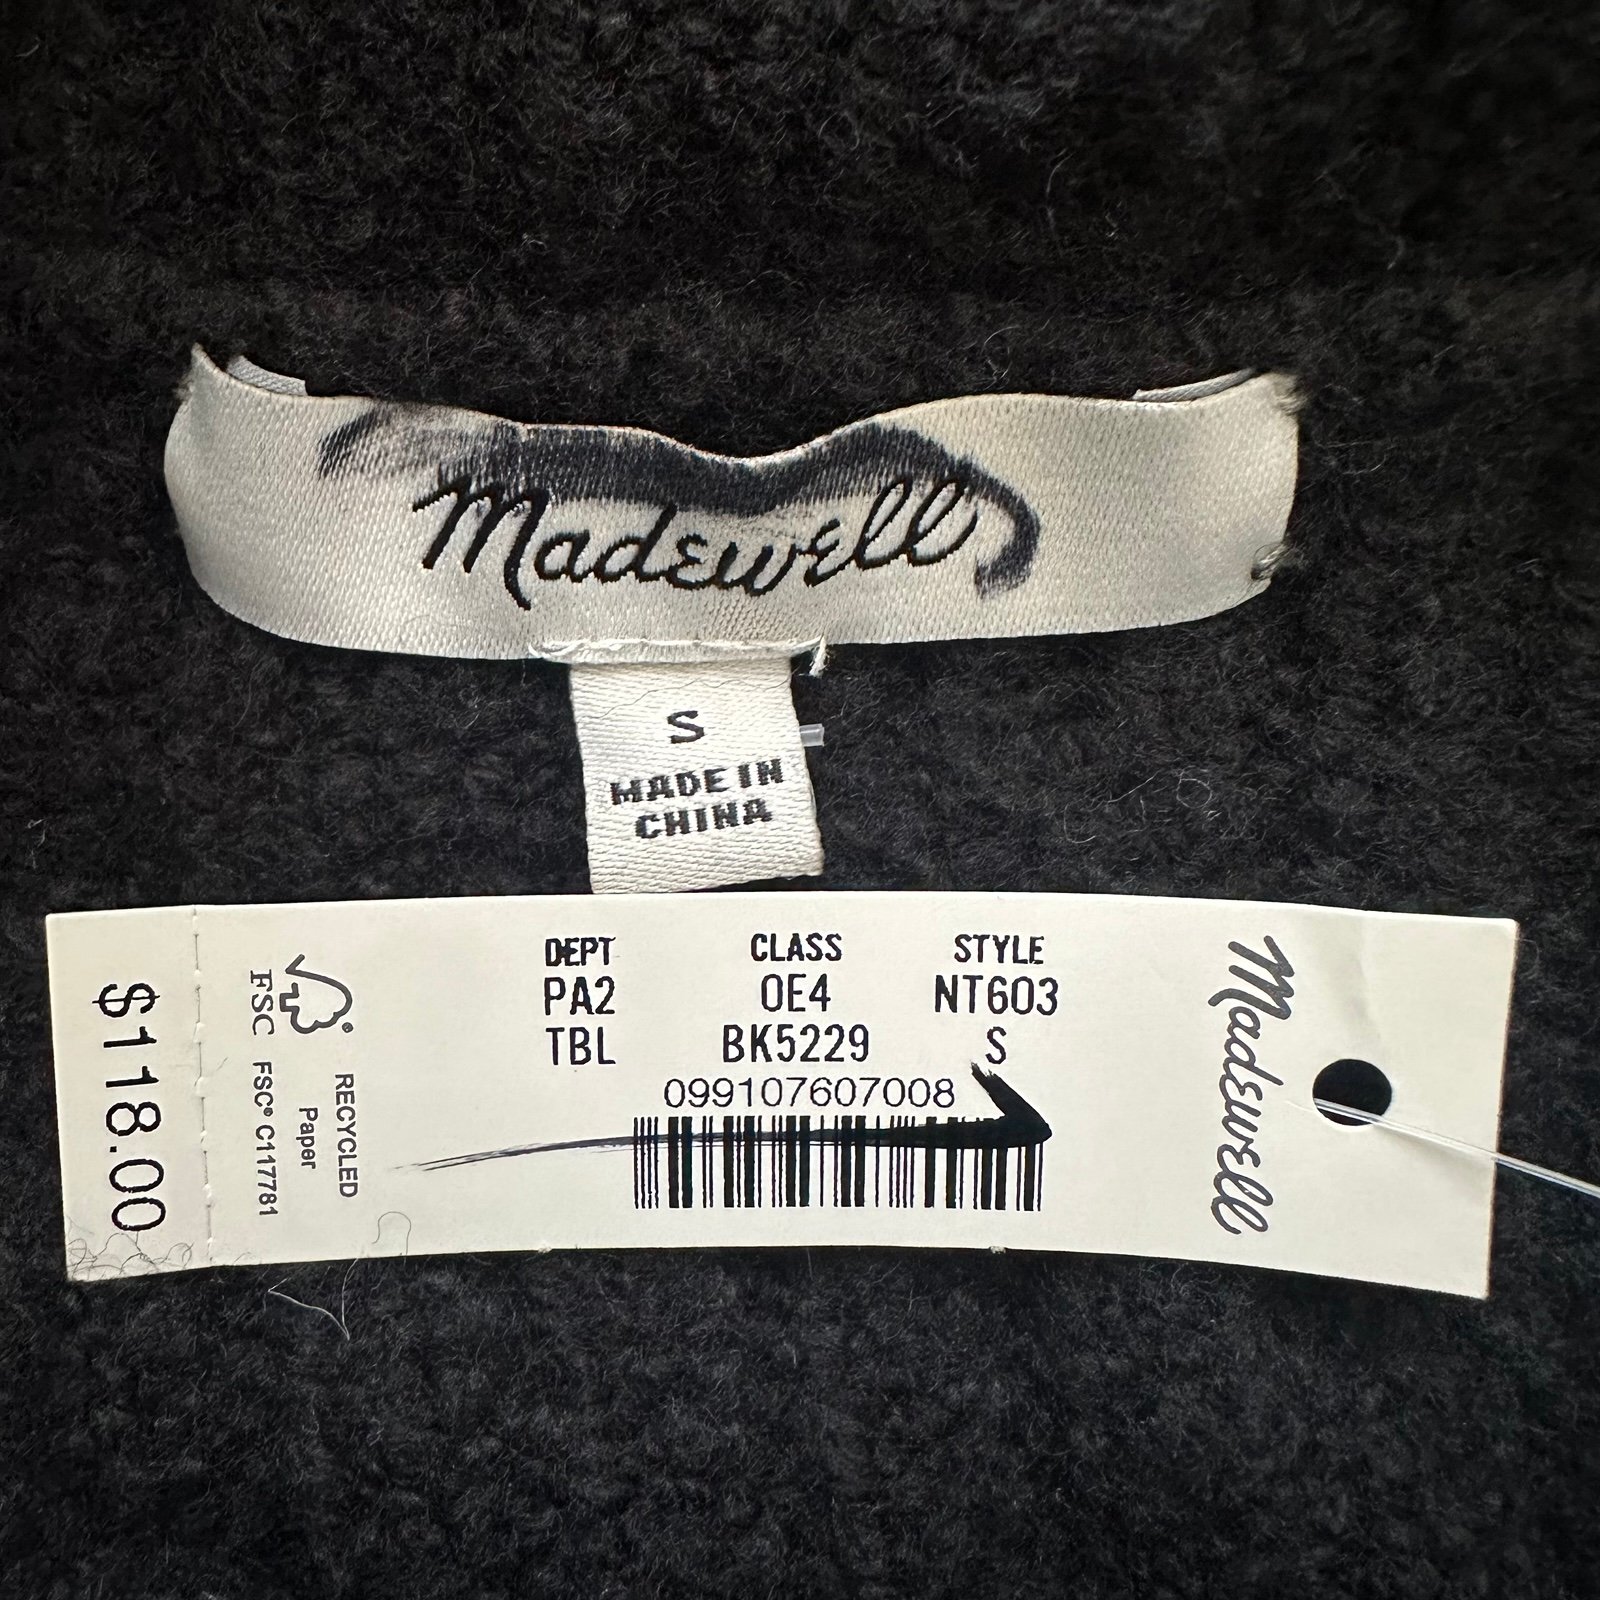 Madewell
S
MADE IN
CHINA
DEPT CLASS STYLE
PA2 0E4 NT603
TBL BK5229 S
099107607008
Madewell
RECYCLED
Paper
FSC® C117781
FSC
$118.00